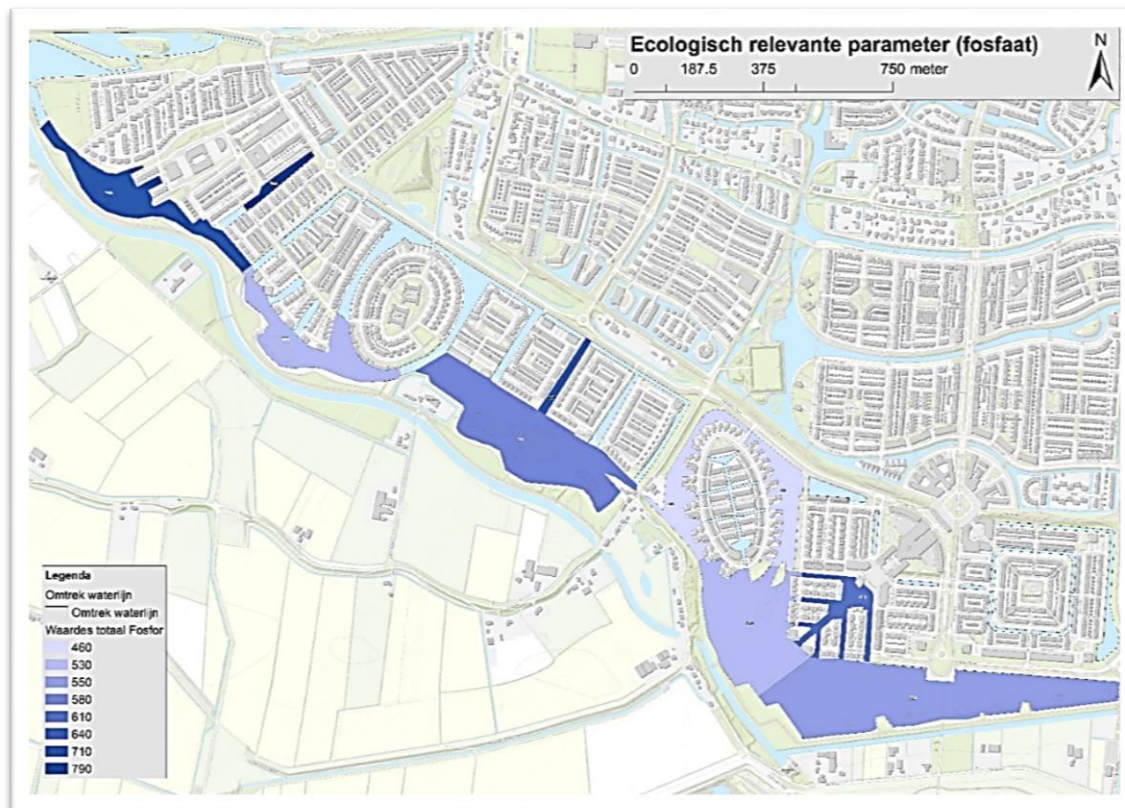 Ecologisch relevante parameter (fosfaat)
N
0 187.5 375 750 meter
Legenda
Omtrek waterlijn
Omtrek waterlijn
Waardes totaal Fosfor
460
530
550
580
610
640
710
790